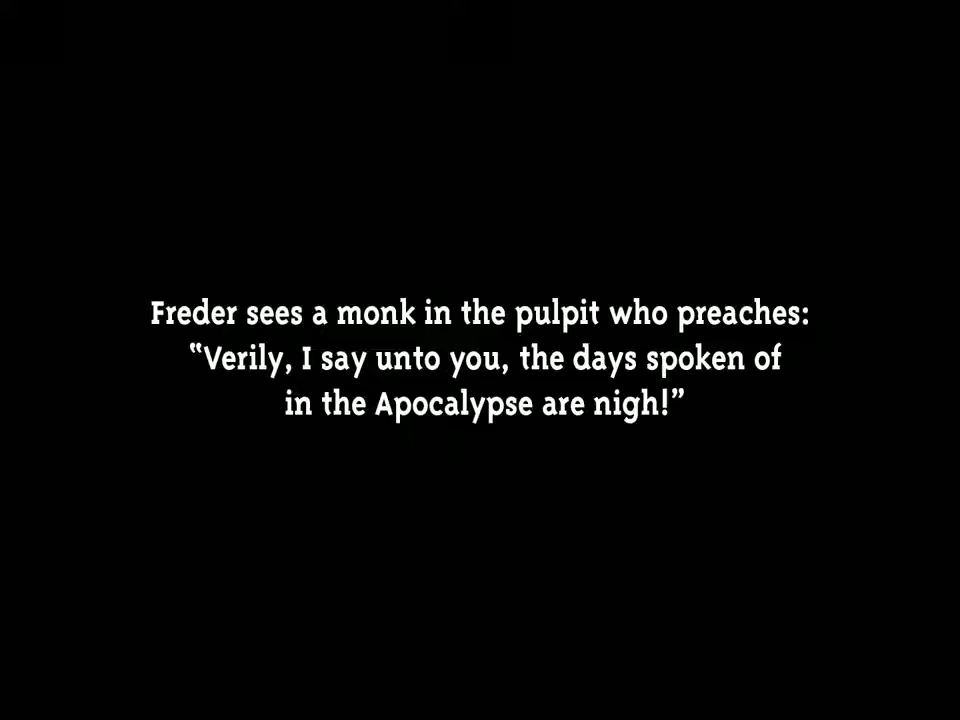 Freder sees a monk in the pulpit who preaches:
“Verily, I say unto you, the days spoken of
in the Apocalypse are nigh!”